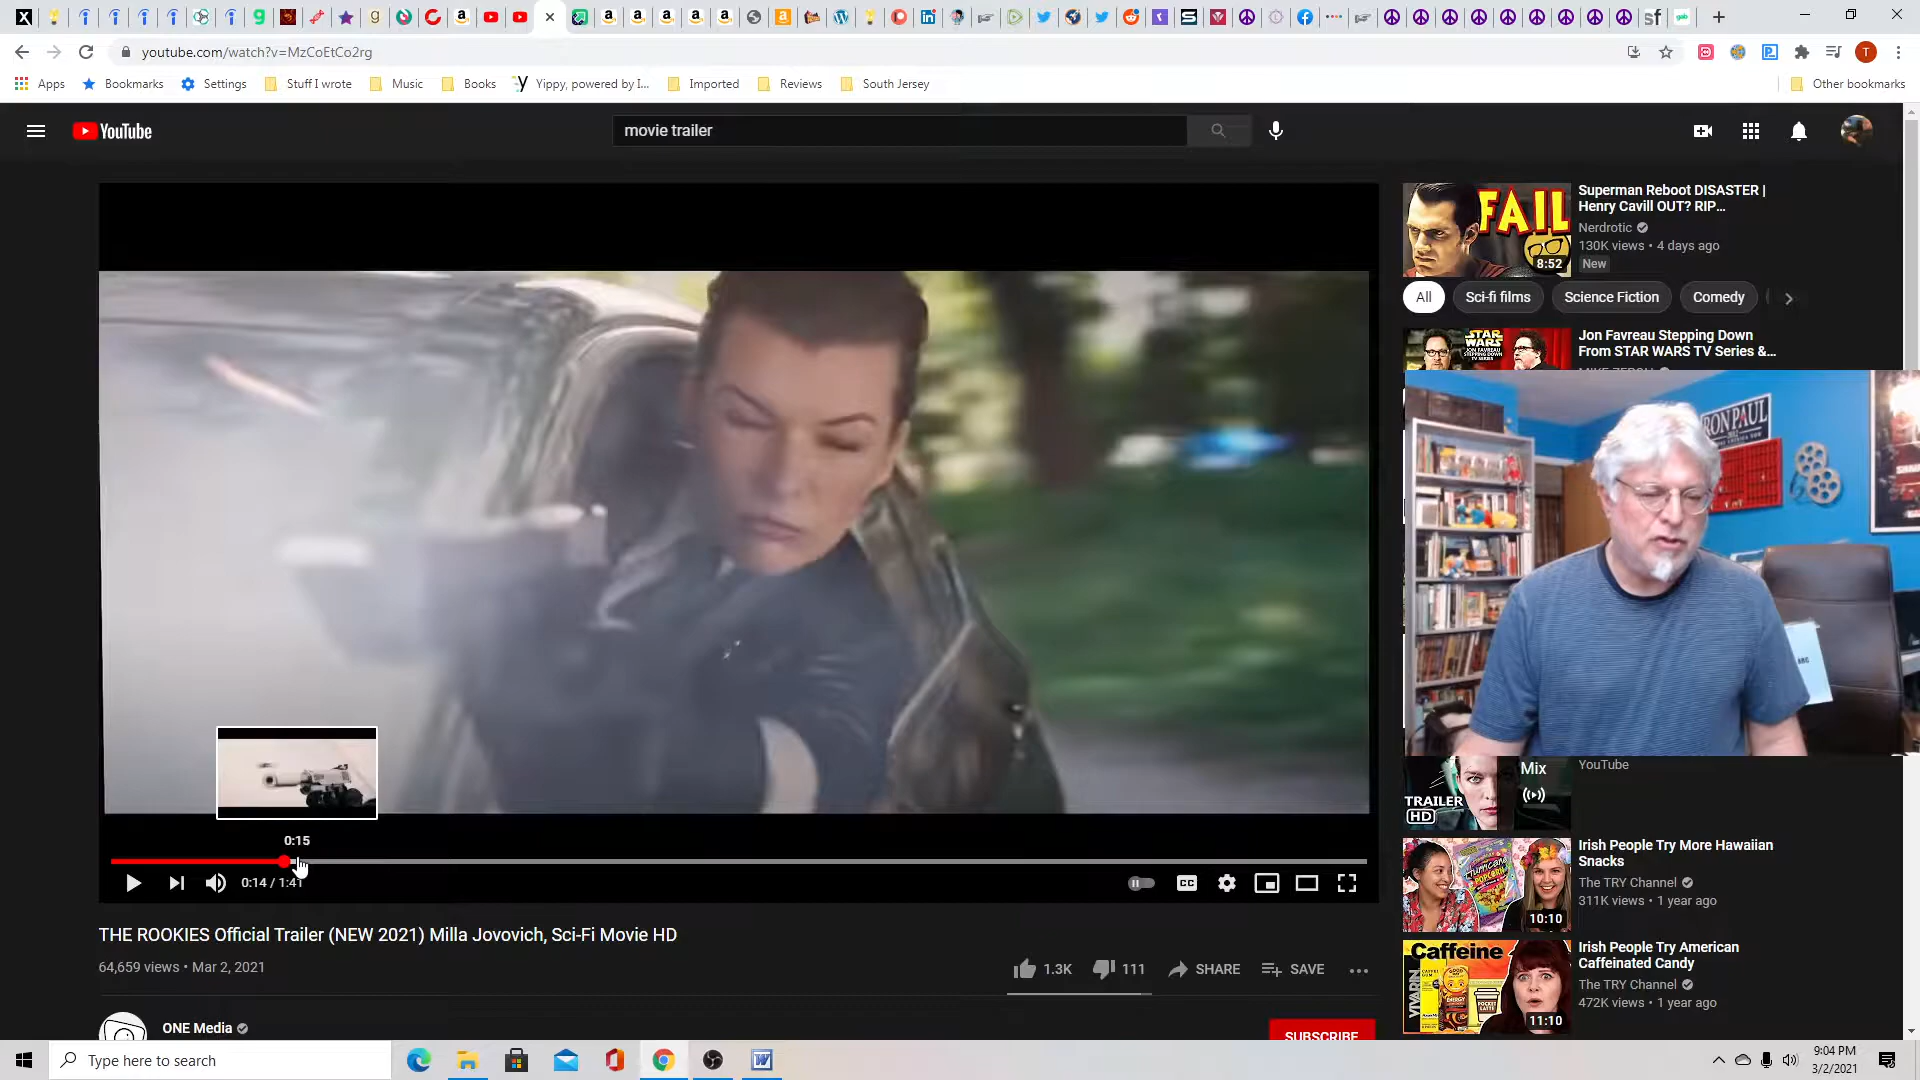 youtube.com/watch?v=MzCoEtCo2rg
Apps Bookmarks Settings Stuff I wrote Music Books Yippy, powered by I... Imported Reviews South Jersey Other bookmarks
YouTube
movie trailer
0:15
0:14 / 1:41
CC
THE ROOKIES Official Trailer (NEW 2021) Milla Jovovich, Sci-Fi Movie HD
64,659 views • Mar 2, 2021
1.3K 111 SHARE SAVE
ONE Media
SUBSCRIBE
FAIL
8:52
Superman Reboot DISASTER |
Henry Cavill OUT? RIP...
Nerdrotic
130K views • 4 days ago
New
All Sci-fi films Science Fiction Comedy
STAR
WARS
Jon Favreau Stepping Down
From STAR WARS TV Series &...
RON PAUL
TRAILER
HD
Mix
YouTube
10:10
Irish People Try More Hawaiian
Snacks
The TRY Channel
311K views • 1 year ago
Caffeine
VIVARIN
ENERGY
11:10
Irish People Try American
Caffeinated Candy
The TRY Channel
472K views • 1 year ago
Type here to search
9:04 PM
3/2/2021